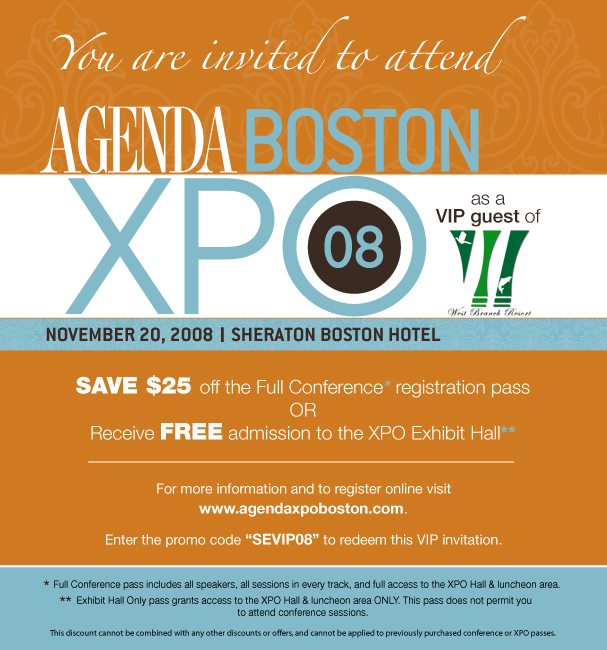 You are invited to attend
AGENDA BOSTON
XPO 08
as a
VIP guest of
West Branch Resort
NOVEMBER 20, 2008 | SHERATON BOSTON HOTEL
SAVE $25 off the Full Conference* registration pass
OR
Receive FREE admission to the XPO Exhibit Hall**
For more information and to register online visit
www.agendaxpoboston.com.
Enter the promo code “SEVIP08” to redeem this VIP invitation.
* Full Conference pass includes all speakers, all sessions in every track, and full access to the XPO Hall & luncheon area.
** Exhibit Hall Only pass grants access to the XPO Hall & luncheon area ONLY. This pass does not permit you
to attend conference sessions.
This discount cannot be combined with any other discounts or offers, and cannot be applied to previously purchased conference or XPO passes.